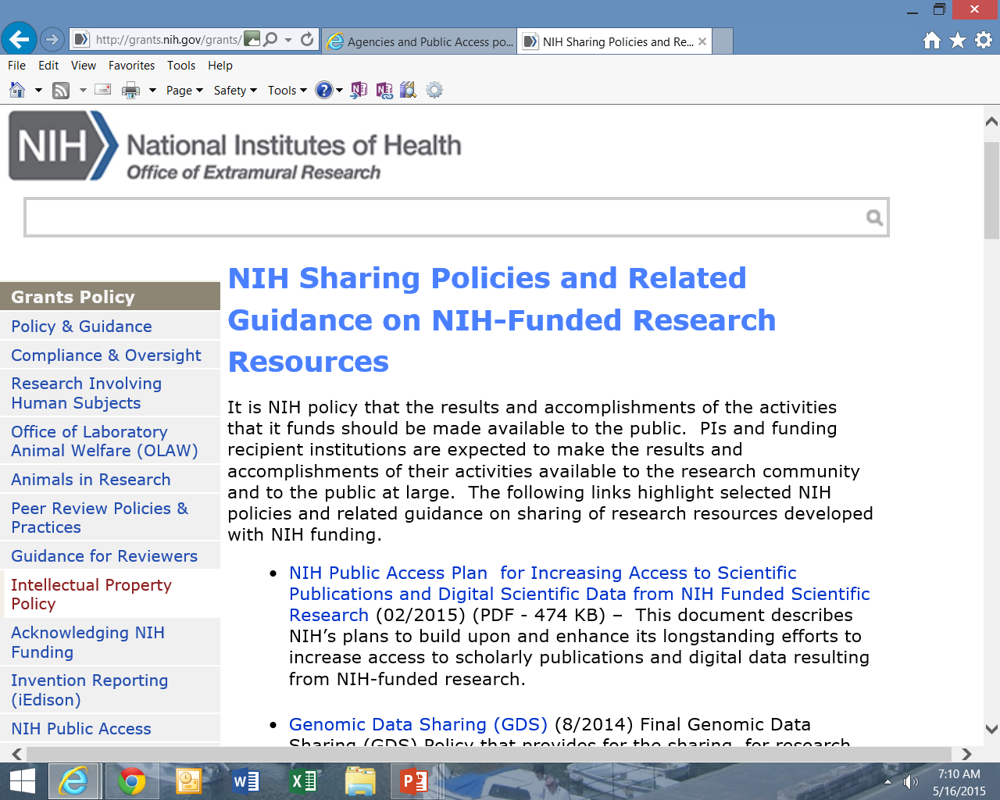 http://grants.nih.gov/grants/
Agencies and Public Access po...
NIH Sharing Policies and Re...
File Edit View Favorites Tools Help
Page Safety Tools
NIH
National Institutes of Health
Office of Extramural Research
Grants Policy
Policy & Guidance
Compliance & Oversight
Research Involving
Human Subjects
Office of Laboratory
Animal Welfare (OLAW)
Animals in Research
Peer Review Policies &
Practices
Guidance for Reviewers
Intellectual Property
Policy
Acknowledging NIH
Funding
Invention Reporting
(iEdison)
NIH Public Access
NIH Sharing Policies and Related
Guidance on NIH-Funded Research
Resources
It is NIH policy that the results and accomplishments of the activities
that it funds should be made available to the public.  PIs and funding
recipient institutions are expected to make the results and
accomplishments of their activities available to the research community
and to the public at large.  The following links highlight selected NIH
policies and related guidance on sharing of research resources developed
with NIH funding.
• NIH Public Access Plan  for Increasing Access to Scientific
Publications and Digital Scientific Data from NIH Funded Scientific
Research (02/2015) (PDF - 474 KB) –  This document describes
NIH’s plans to build upon and enhance its longstanding efforts to
increase access to scholarly publications and digital data resulting
from NIH-funded research.
• Genomic Data Sharing (GDS) (8/2014) Final Genomic Data
Sharing (GDS) Policy that provides for the sharing, for research
7:10 AM
5/16/2015